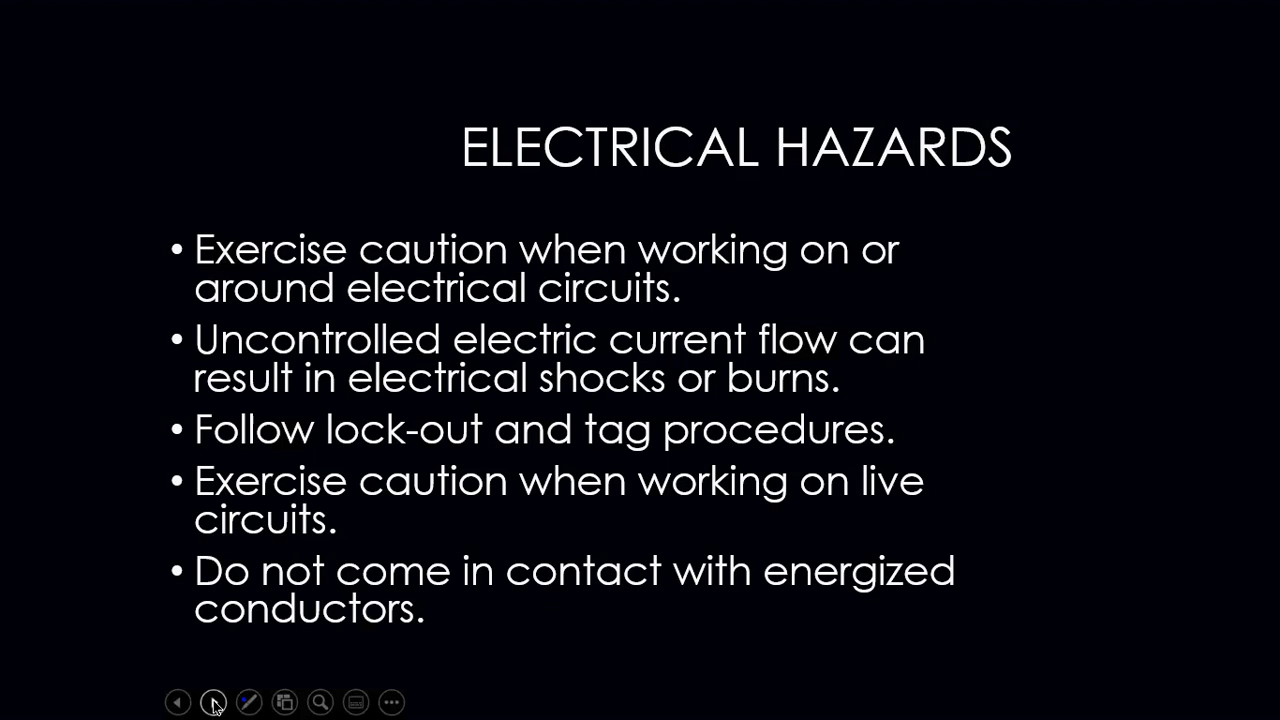 ELECTRICAL HAZARDS
• Exercise caution when working on or
around electrical circuits.
• Uncontrolled electric current flow can
result in electrical shocks or burns.
• Follow lock-out and tag procedures.
• Exercise caution when working on live
circuits.
• Do not come in contact with energized
conductors.